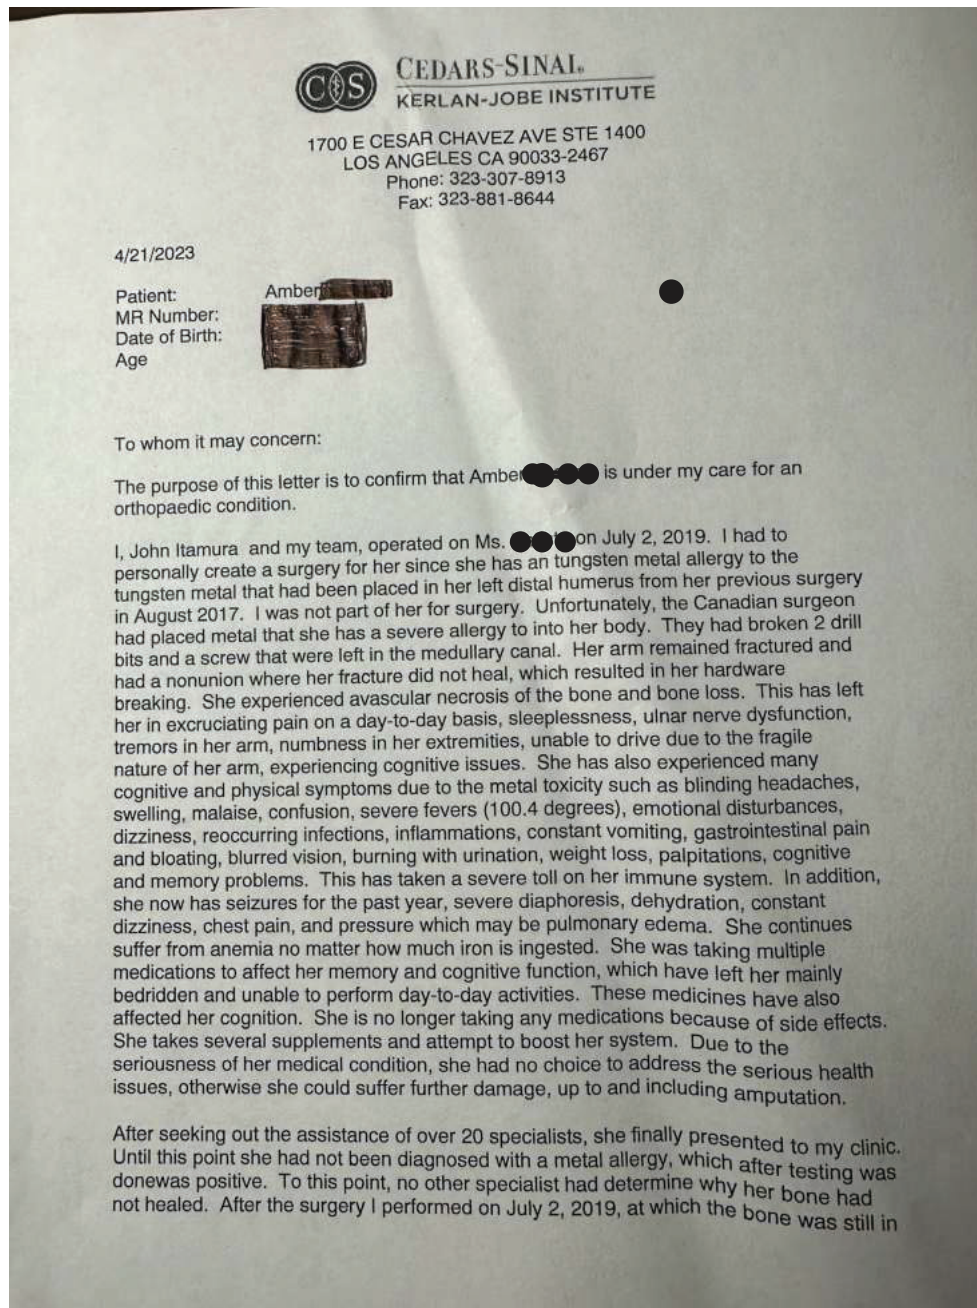 CS
CEDARS-SINAI®
KERLAN-JOBE INSTITUTE
1700 E CESAR CHAVEZ AVE STE 1400
LOS ANGELES CA 90033-2467
Phone: 323-307-8913
Fax: 323-881-8644
4/21/2023
Patient: Amber
MR Number:
Date of Birth:
Age
To whom it may concern:
The purpose of this letter is to confirm that Amber is under my care for an
orthopaedic condition.
I, John Itamura and my team, operated on Ms. on July 2, 2019. I had to
personally create a surgery for her since she has an tungsten metal allergy to the
tungsten metal that had been placed in her left distal humerus from her previous surgery
in August 2017. I was not part of her for surgery. Unfortunately, the Canadian surgeon
had placed metal that she has a severe allergy to into her body. They had broken 2 drill
bits and a screw that were left in the medullary canal. Her arm remained fractured and
had a nonunion where her fracture did not heal, which resulted in her hardware
breaking. She experienced avascular necrosis of the bone and bone loss. This has left
her in excruciating pain on a day-to-day basis, sleeplessness, ulnar nerve dysfunction,
tremors in her arm, numbness in her extremities, unable to drive due to the fragile
nature of her arm, experiencing cognitive issues. She has also experienced many
cognitive and physical symptoms due to the metal toxicity such as blinding headaches,
swelling, malaise, confusion, severe fevers (100.4 degrees), emotional disturbances,
dizziness, reoccurring infections, inflammations, constant vomiting, gastrointestinal pain
and bloating, blurred vision, burning with urination, weight loss, palpitations, cognitive
and memory problems. This has taken a severe toll on her immune system. In addition,
she now has seizures for the past year, severe diaphoresis, dehydration, constant
dizziness, chest pain, and pressure which may be pulmonary edema. She continues
suffer from anemia no matter how much iron is ingested. She was taking multiple
medications to affect her memory and cognitive function, which have left her mainly
bedridden and unable to perform day-to-day activities. These medicines have also
affected her cognition. She is no longer taking any medications because of side effects.
She takes several supplements and attempt to boost her system. Due to the
seriousness of her medical condition, she had no choice to address the serious health
issues, otherwise she could suffer further damage, up to and including amputation.
After seeking out the assistance of over 20 specialists, she finally presented to my clinic.
Until this point she had not been diagnosed with a metal allergy, which after testing was
donewas positive. To this point, no other specialist had determine why her bone had
not healed. After the surgery I performed on July 2, 2019, at which the bone was still in